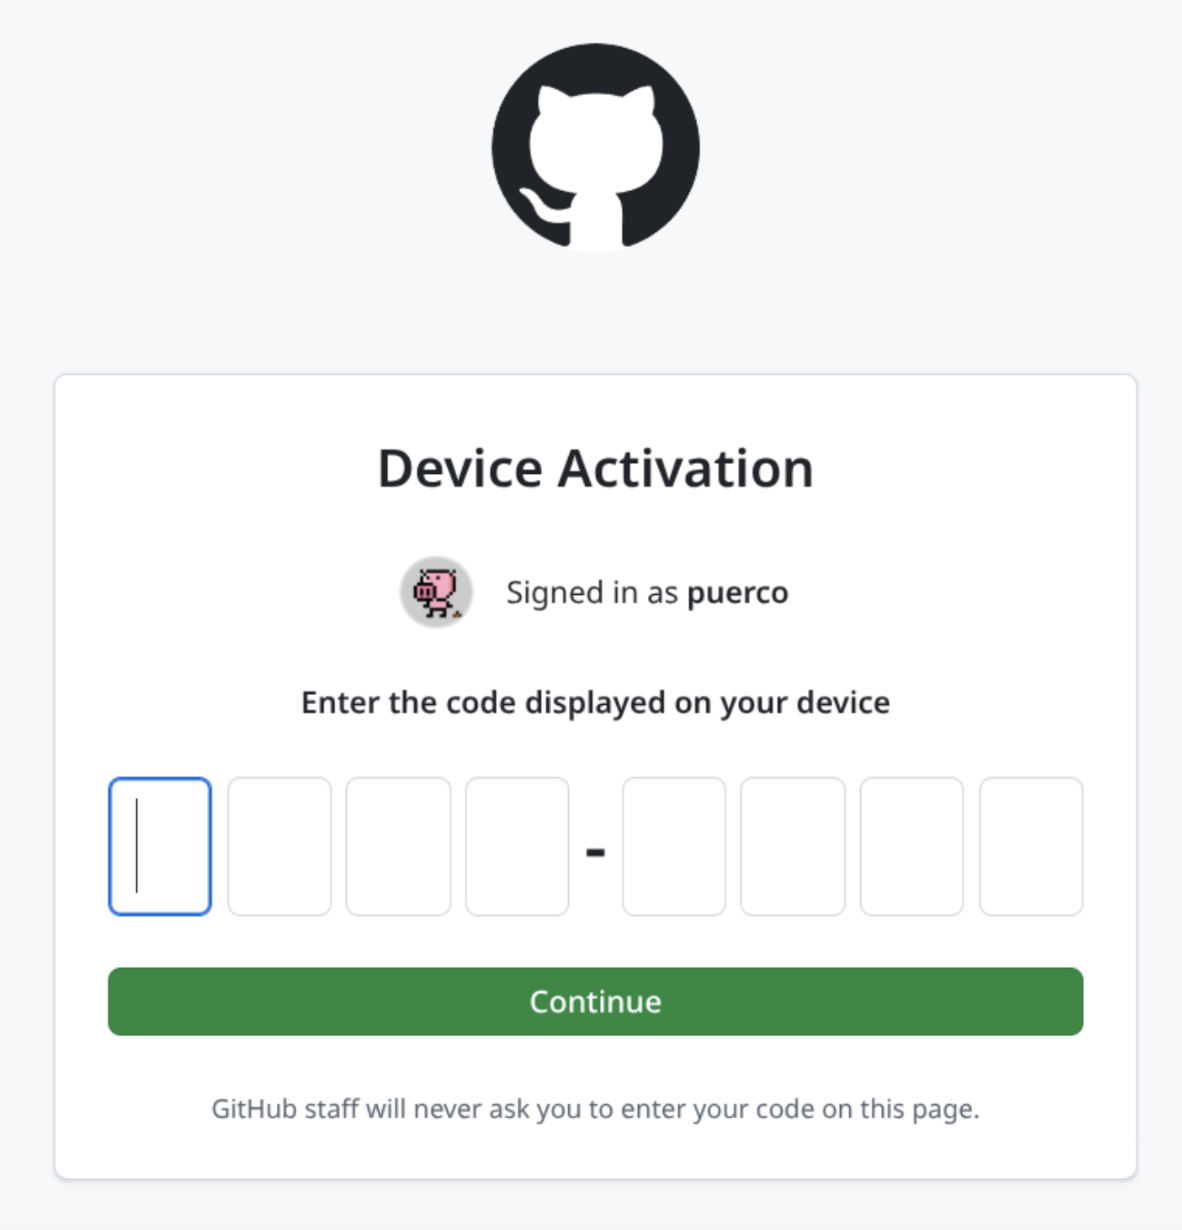 Device Activation
Signed in as puerco
Enter the code displayed on your device
-
Continue
GitHub staff will never ask you to enter your code on this page.